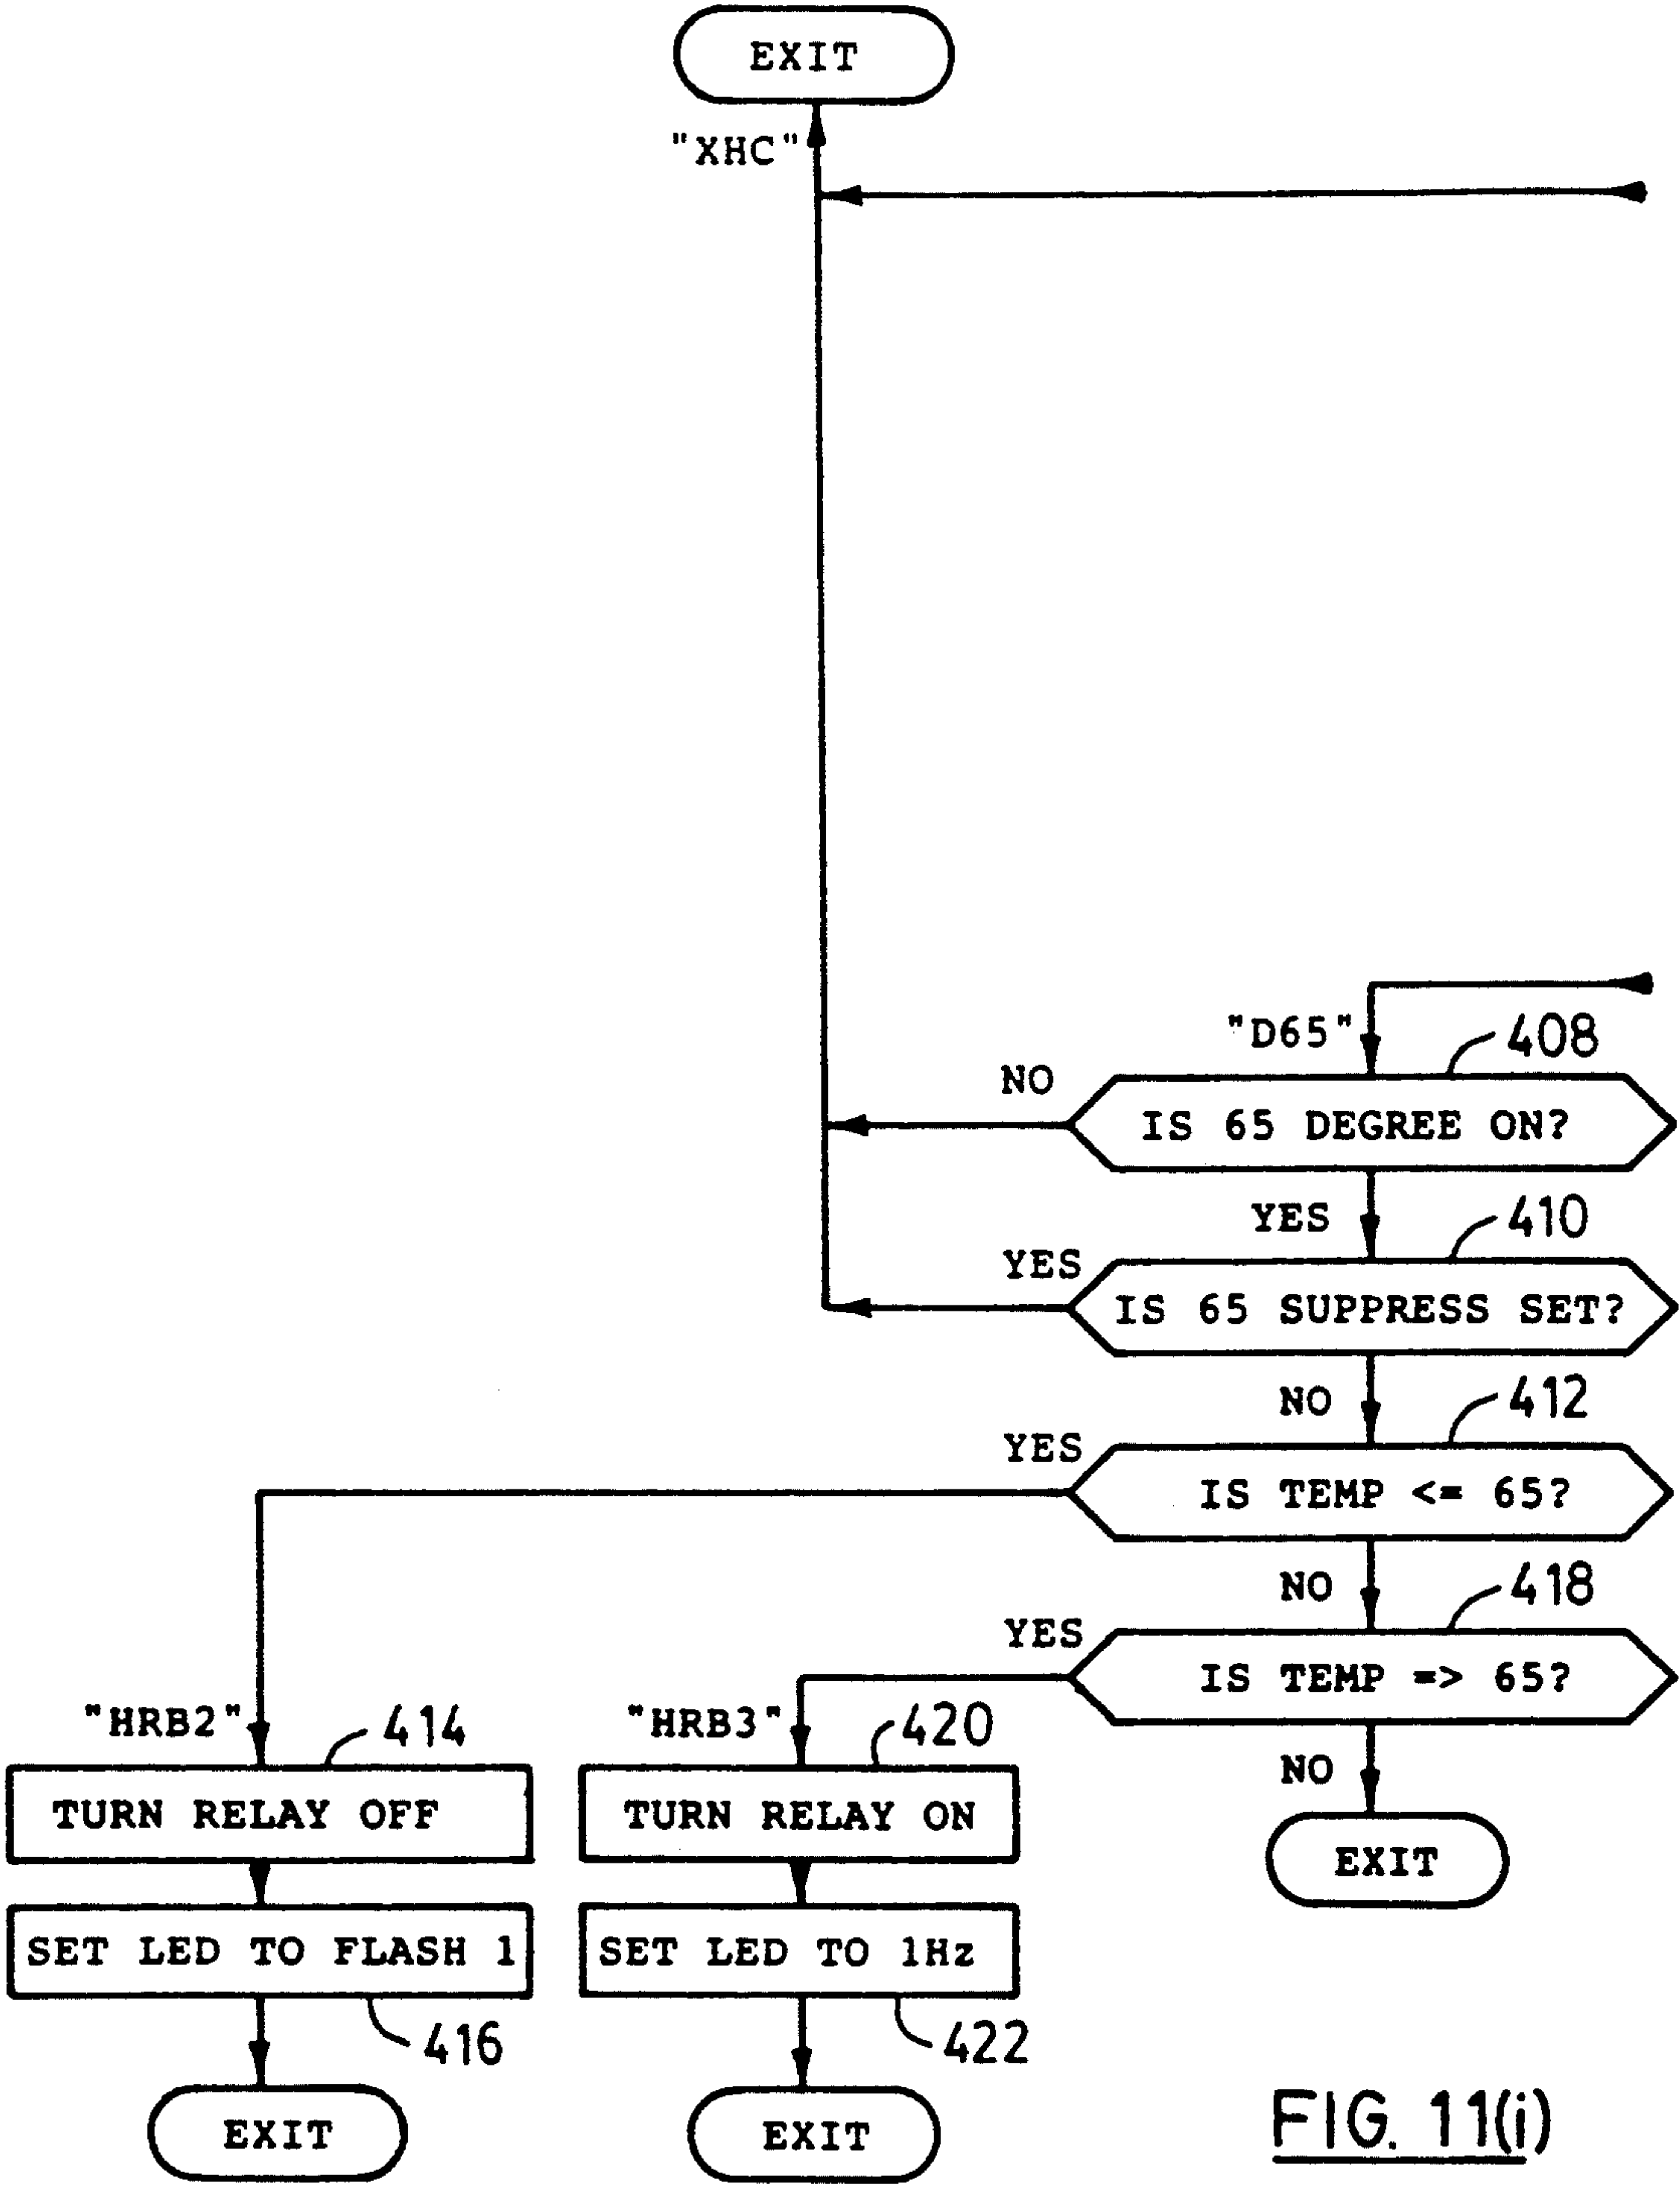 EXIT
"XHC"
"D65"
408
NO
IS 65 DEGREE ON?
YES
410
YES
IS 65 SUPPRESS SET?
NO
412
YES
IS TEMP <= 65?
NO
418
YES
IS TEMP => 65?
"HRB2"
414
"HRB3"
420
NO
TURN RELAY OFF
TURN RELAY ON
EXIT
SET LED TO FLASH 1
SET LED TO 1Hz
416
422
EXIT
EXIT
FIG. 11(i)